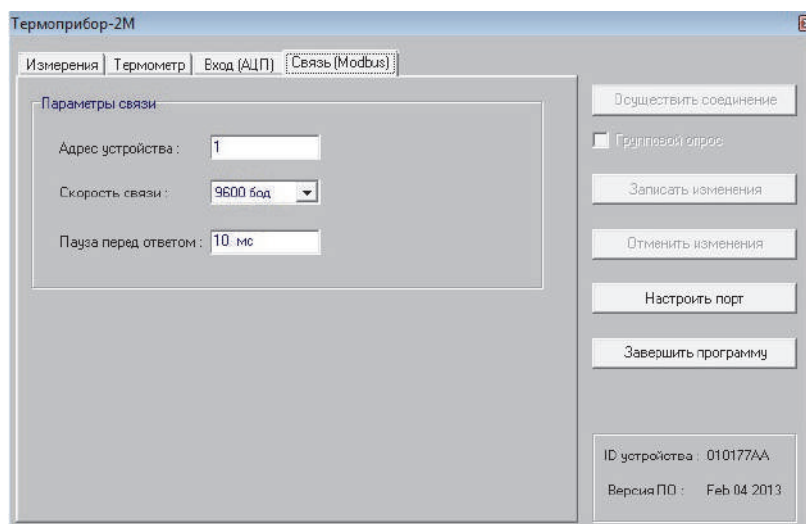 Термоприбор-2М
Измерения Термометр Вход (АЦП) Связь (Modbus)
Параметры связи
Адрес устройства : 1
Скорость связи : 9600 бод
Пауза перед ответом : 10 мс
Осуществить соединение
Групповой опрос
Записать изменения
Отменить изменения
Настроить порт
Завершить программу
ID устройства : 010177AA
Версия ПО : Feb 04 2013